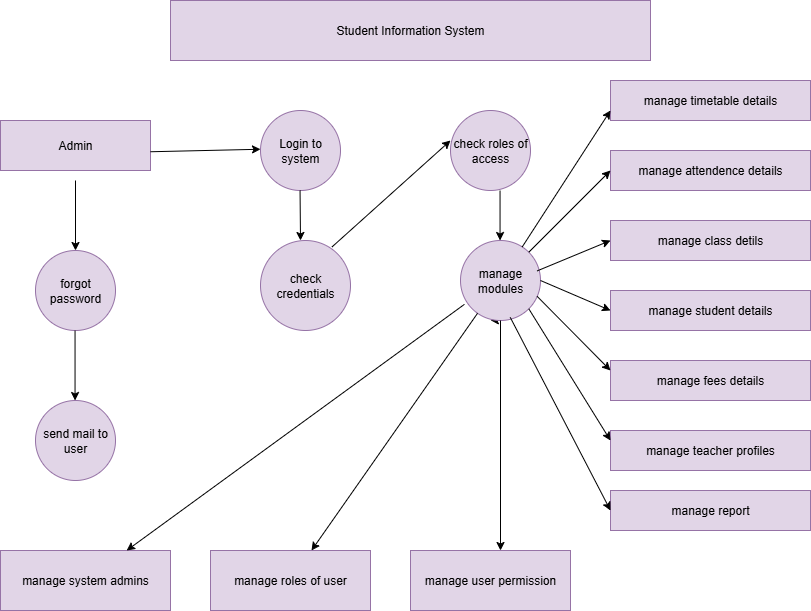 Student Information System
manage timetable details
Admin
Login to
system
check roles of
access
manage attendence details
manage class detils
forgot
password
check
credentials
manage
modules
manage student details
manage fees details
send mail to
user
manage teacher profiles
manage report
manage system admins
manage roles of user
manage user permission